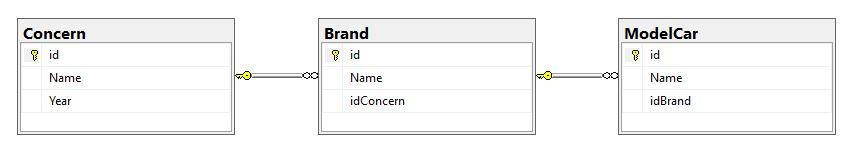 Concern
id
Name
Year
Brand
id
Name
idConcern
ModelCar
id
Name
idBrand